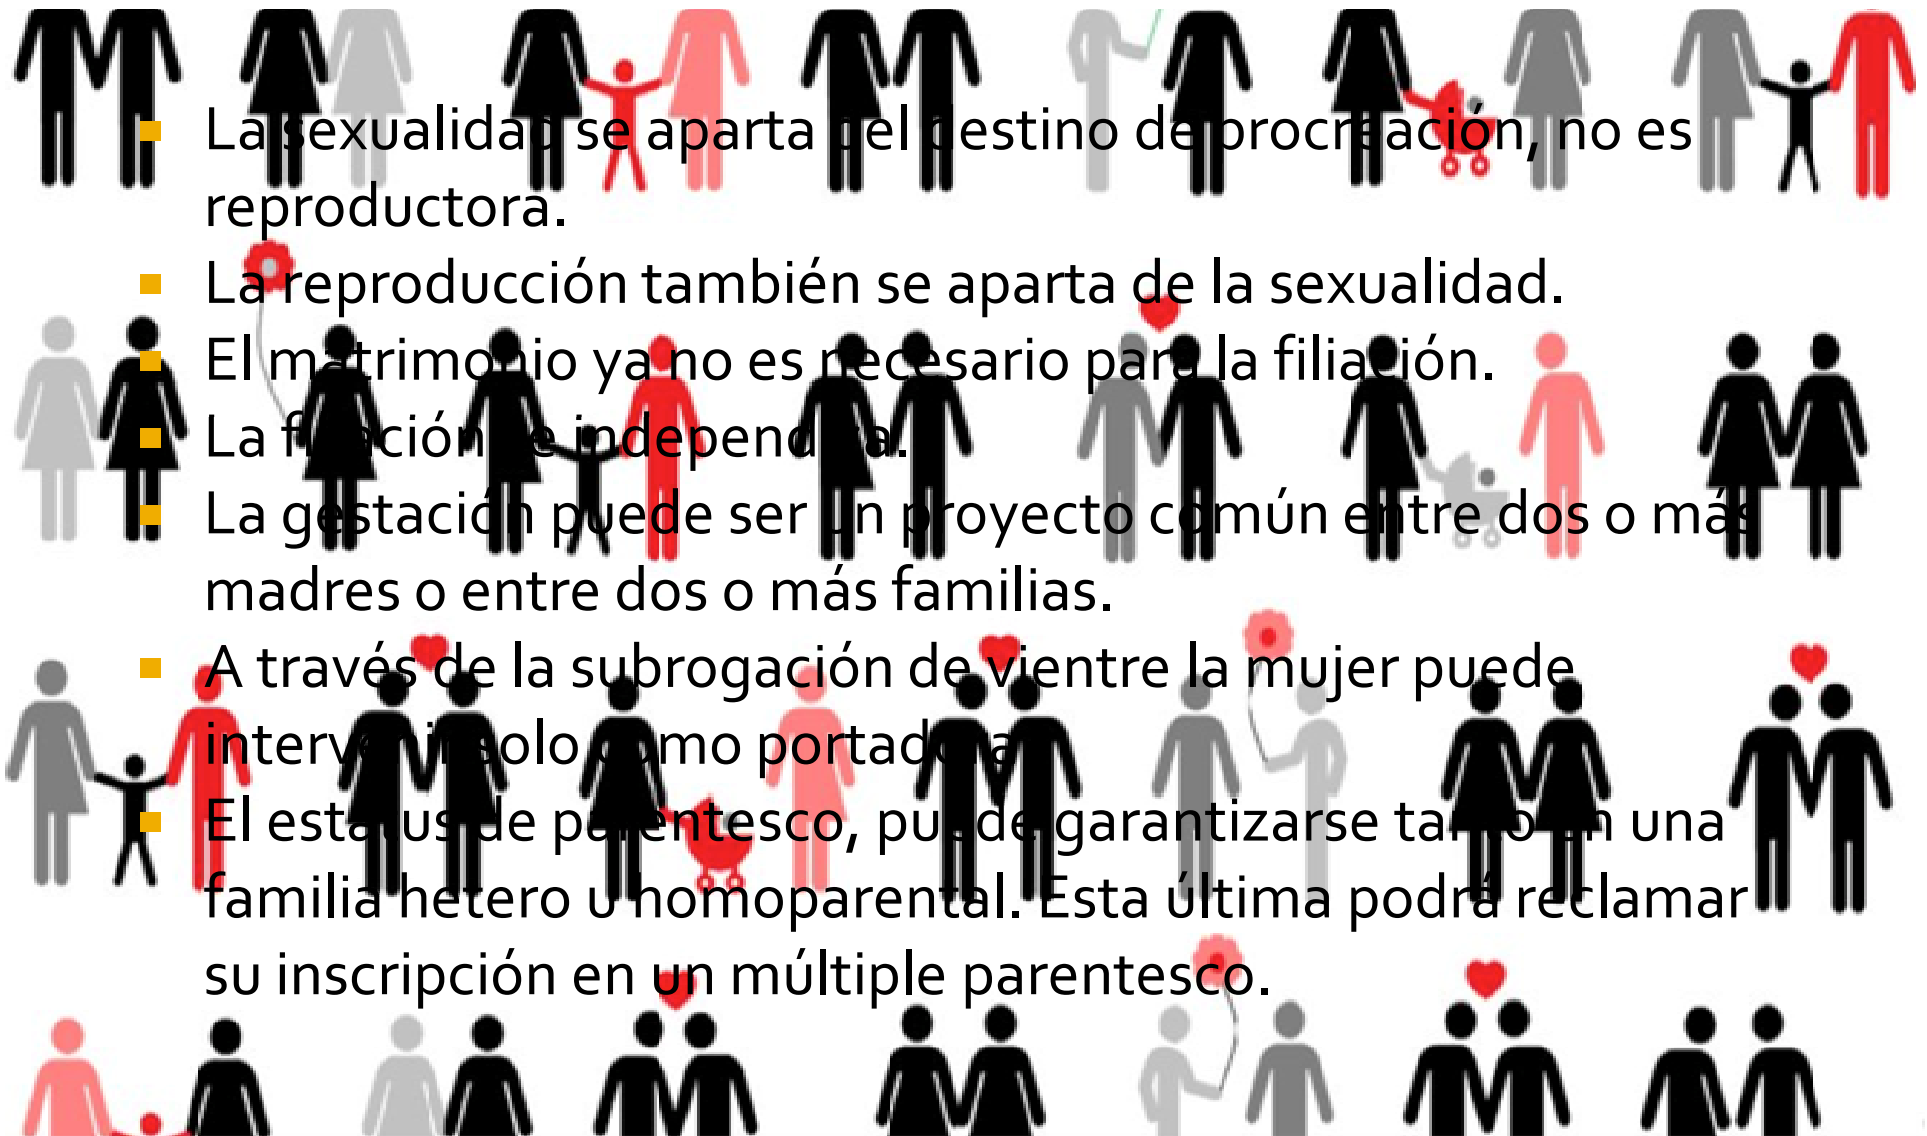 ▪ La sexualidad se aparta del destino de procreación, no es
reproductora.
▪ La reproducción también se aparta de la sexualidad.
▪ El matrimonio ya no es necesario para la filiación.
▪ La filiación se independiza.
▪ La gestación puede ser un proyecto común entre dos o más
madres o entre dos o más familias.
▪ A través de la subrogación de vientre la mujer puede
intervenir solo como portadora.
▪ El estatus de parentesco, puede garantizarse tanto en una
familia hetero u homoparental. Esta última podrá reclamar
su inscripción en un múltiple parentesco.